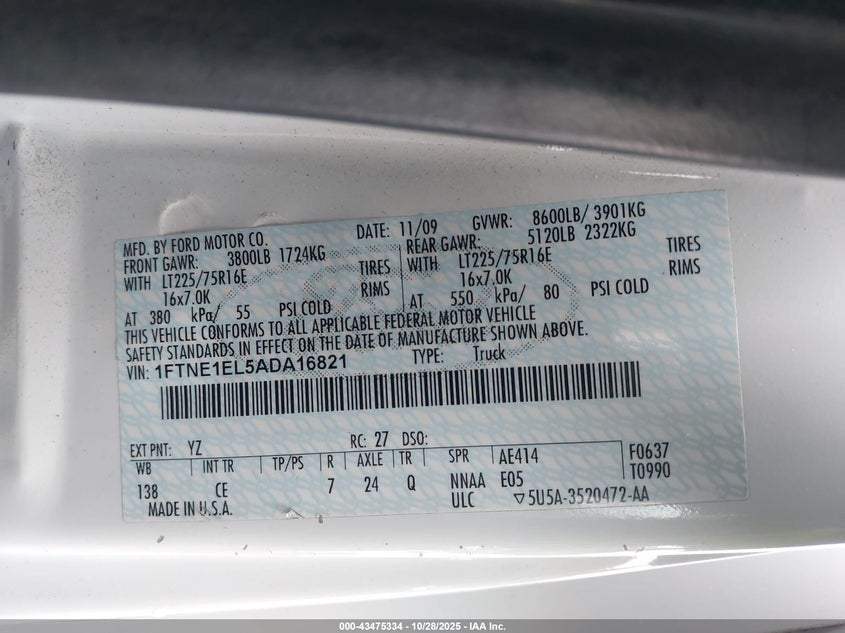 MFD. BY FORD MOTOR CO. DATE: 11/09 GVWR: 8600LB/ 3901KG
FRONT GAWR: 3800LB 1724KG REAR GAWR: 5120LB 2322KG
WITH LT225/75R16E TIRES WITH LT225/75R16E TIRES
16x7.0K RIMS 16x7.0K RIMS
AT 380 kPa/ 55 PSI COLD AT 550 kPa/ 80 PSI COLD
THIS VEHICLE CONFORMS TO ALL APPLICABLE FEDERAL MOTOR VEHICLE
SAFETY STANDARDS IN EFFECT ON THE DATE OF MANUFACTURE SHOWN ABOVE.
VIN: 1FTNE1EL5ADA16821 TYPE: Truck
EXT PNT: YZ RC: 27 DSO:
WB INT TR TP/PS R AXLE TR SPR AE414 F0637
138 CE 7 24 Q NNAA E05 T0990
MADE IN U.S.A. ULC ▽5U5A-3520472-AA
000-43475334 - 10/28/2025 - IAA Inc.